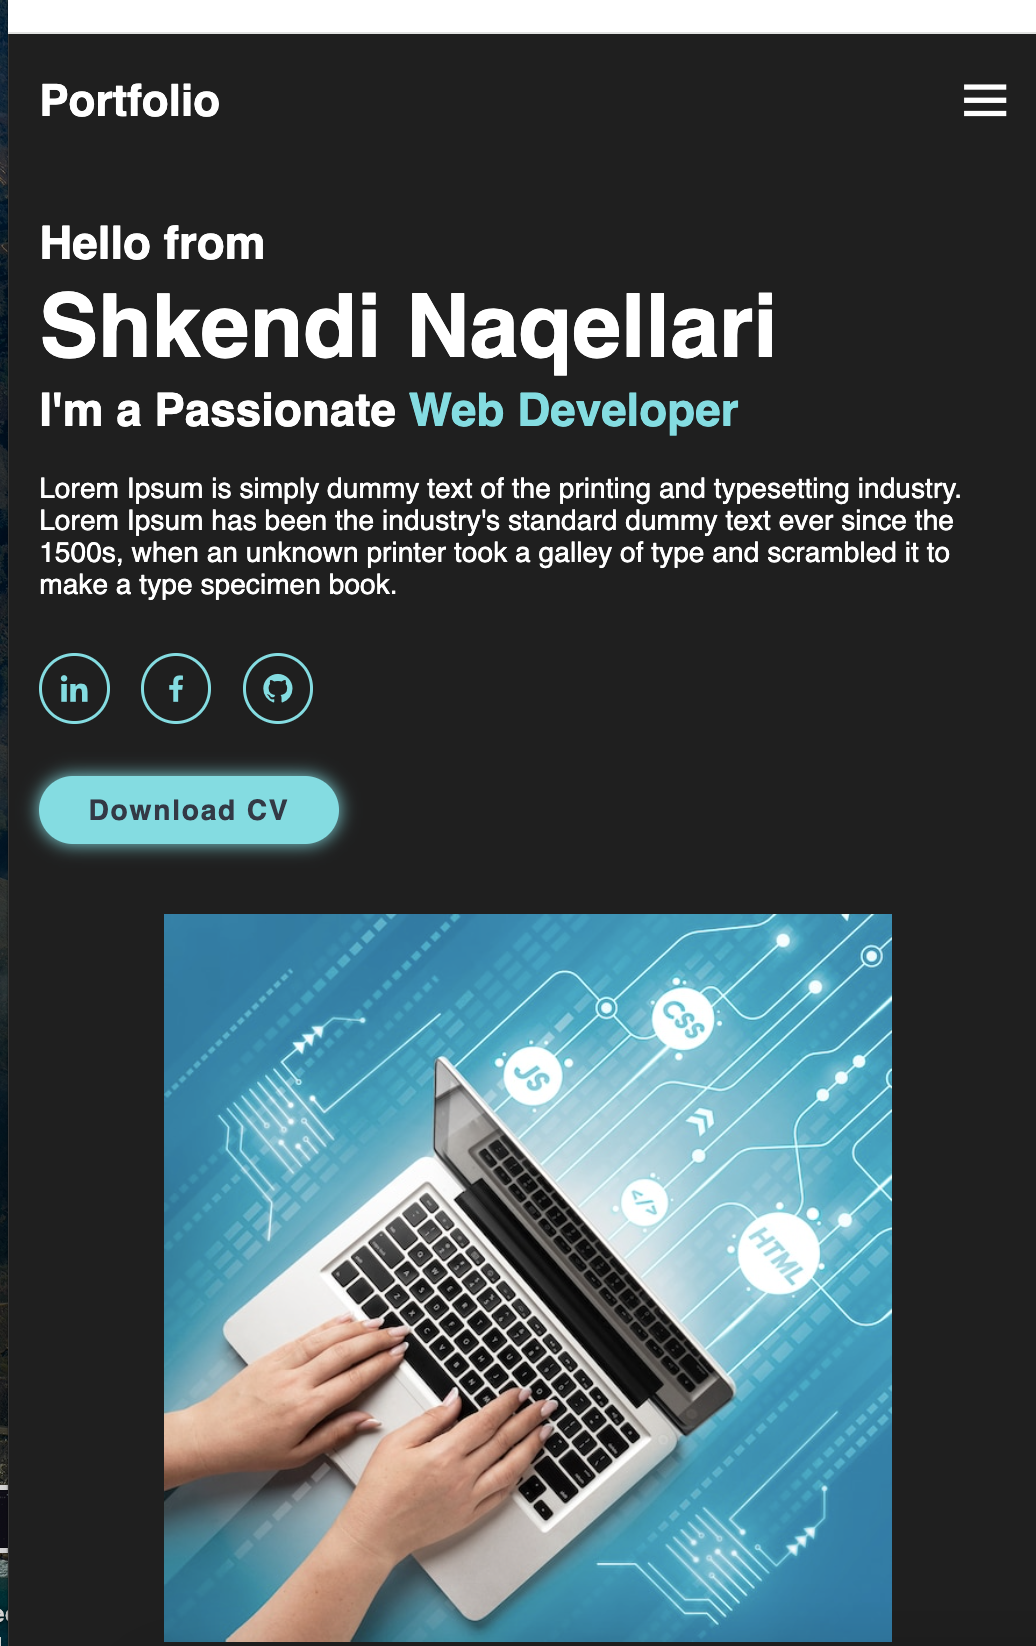 Portfolio
Hello from
Shkendi Naqellari
I'm a Passionate Web Developer
Lorem Ipsum is simply dummy text of the printing and typesetting industry.
Lorem Ipsum has been the industry's standard dummy text ever since the
1500s, when an unknown printer took a galley of type and scrambled it to
make a type specimen book.
in f
Download CV
CSS
JS
</>
HTML